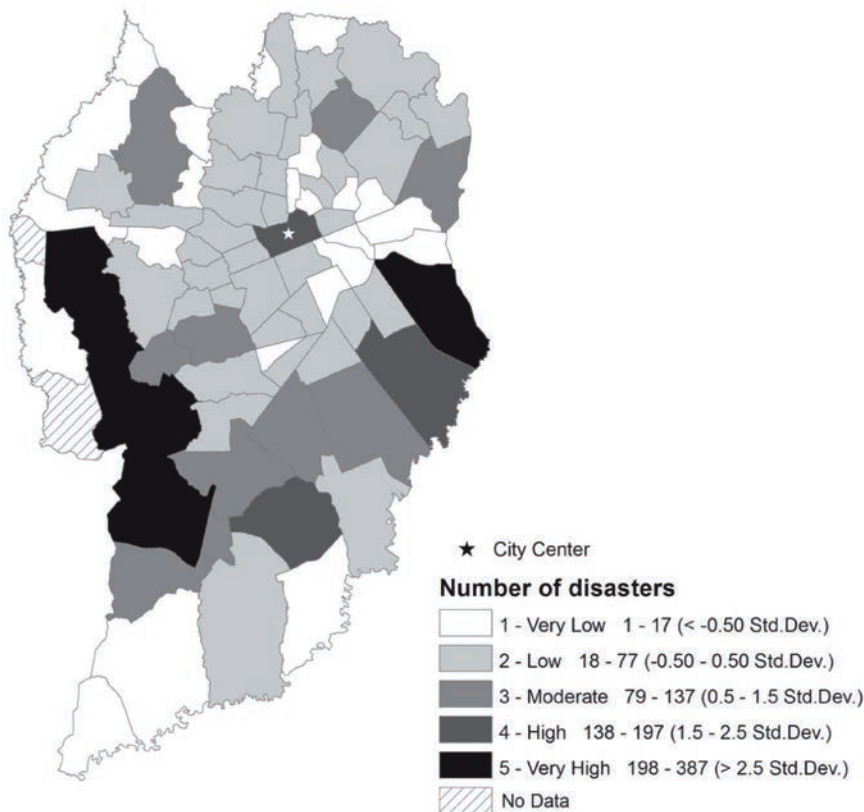 ★ City Center
Number of disasters
1 - Very Low 1 - 17 (< -0.50 Std.Dev.)
2 - Low 18 - 77 (-0.50 - 0.50 Std.Dev.)
3 - Moderate 79 - 137 (0.5 - 1.5 Std.Dev.)
4 - High 138 - 197 (1.5 - 2.5 Std.Dev.)
5 - Very High 198 - 387 (> 2.5 Std.Dev.)
No Data